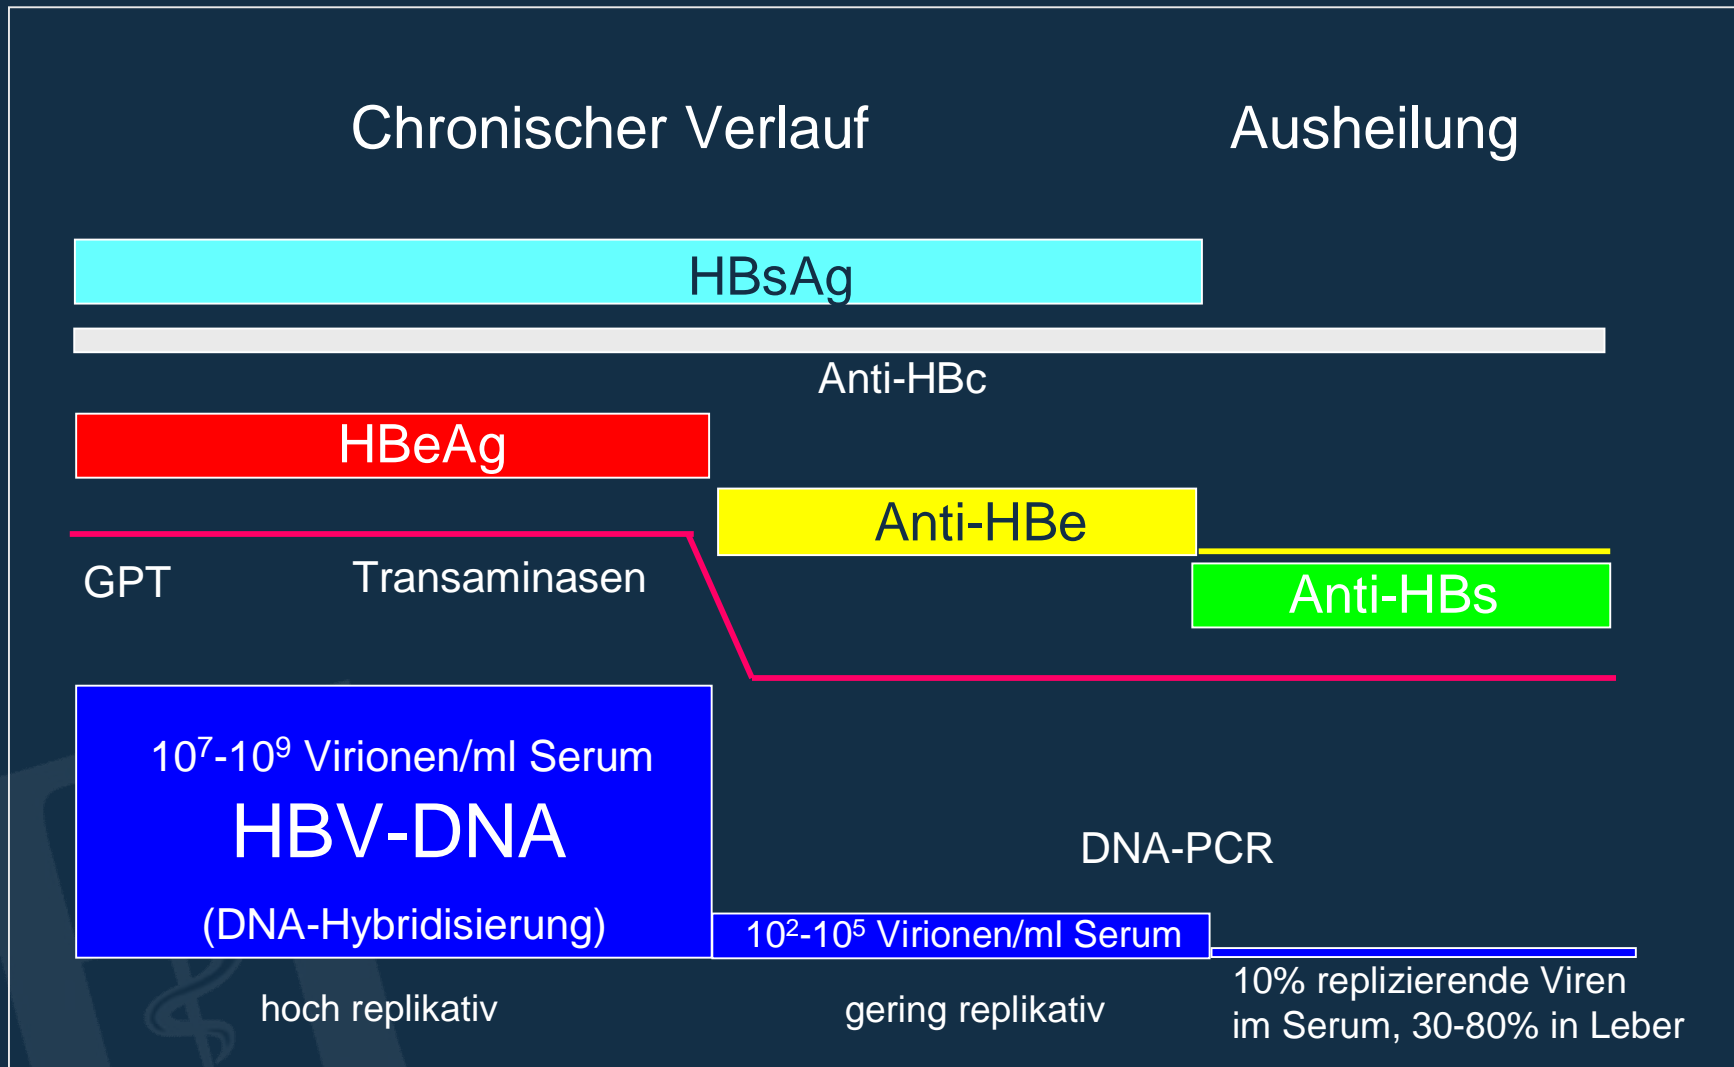 Chronischer Verlauf
Ausheilung
HBsAg
Anti-HBc
HBeAg
Anti-HBe
GPT
Transaminasen
Anti-HBs
10⁷-10⁹ Virionen/ml Serum
HBV-DNA
(DNA-Hybridisierung)
DNA-PCR
10²-10⁵ Virionen/ml Serum
hoch replikativ
gering replikativ
10% replizierende Viren
im Serum, 30-80% in Leber